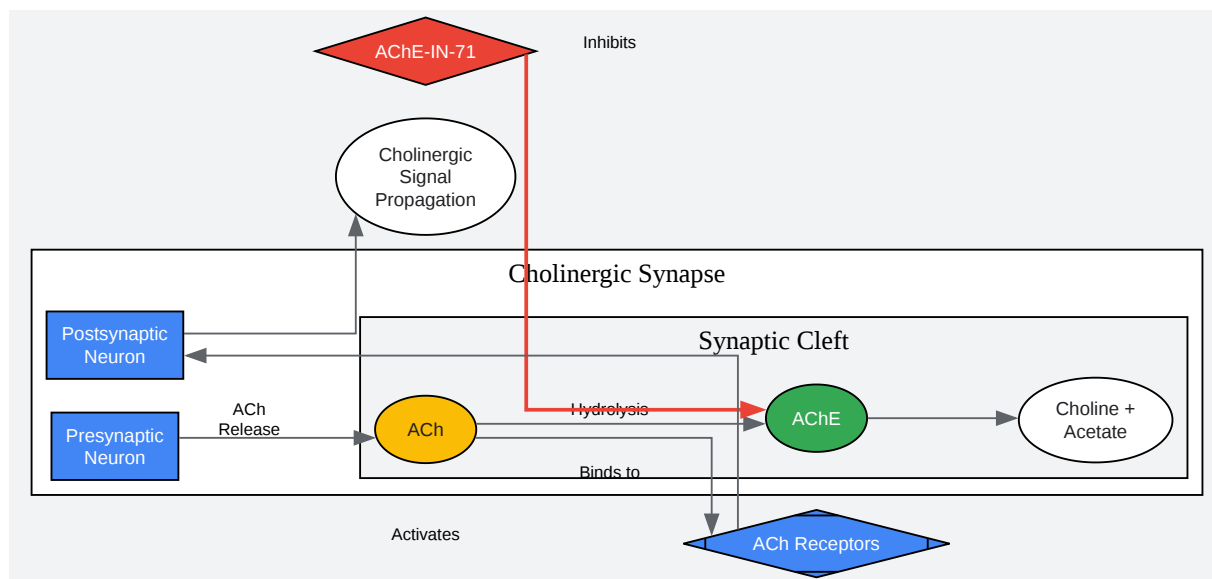 AChE-IN-71
Inhibits
Cholinergic
Signal
Propagation
Cholinergic Synapse
Postsynaptic
Neuron
Synaptic Cleft
Presynaptic
Neuron
ACh
Release
ACh
Hydrolysis
AChE
Choline +
Acetate
Binds to
Activates
ACh Receptors